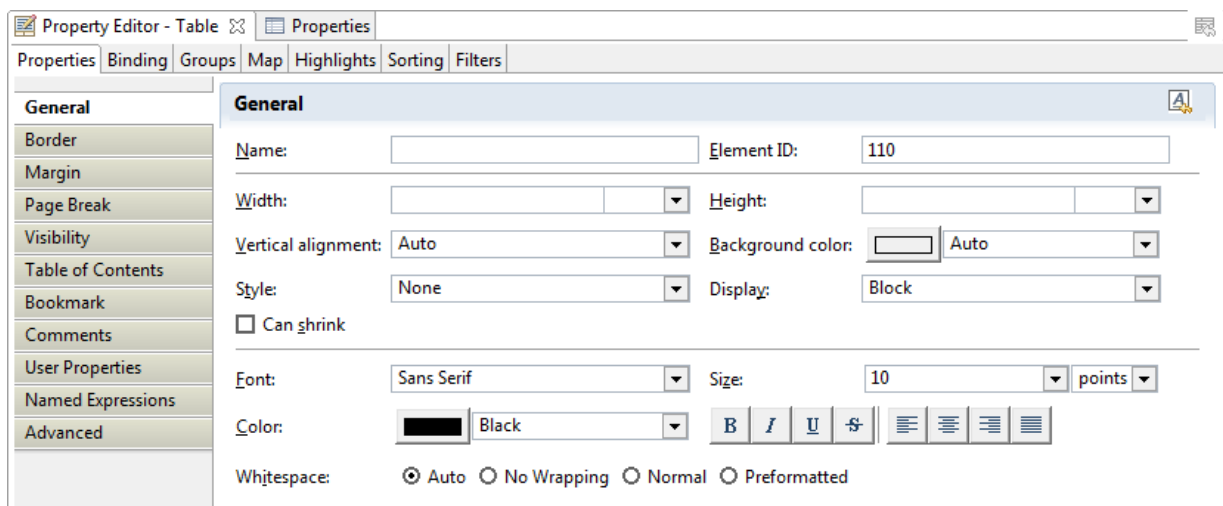 Property Editor - Table Properties
Properties Binding Groups Map Highlights Sorting Filters
General
Border
Margin
Page Break
Visibility
Table of Contents
Bookmark
Comments
User Properties
Named Expressions
Advanced
General
Name: Element ID: 110
Width: Height:
Vertical alignment: Auto Background color: Auto
Style: None Display: Block
Can shrink
Font: Sans Serif Size: 10 points
Color: Black B I U S
Whitespace: Auto No Wrapping Normal Preformatted